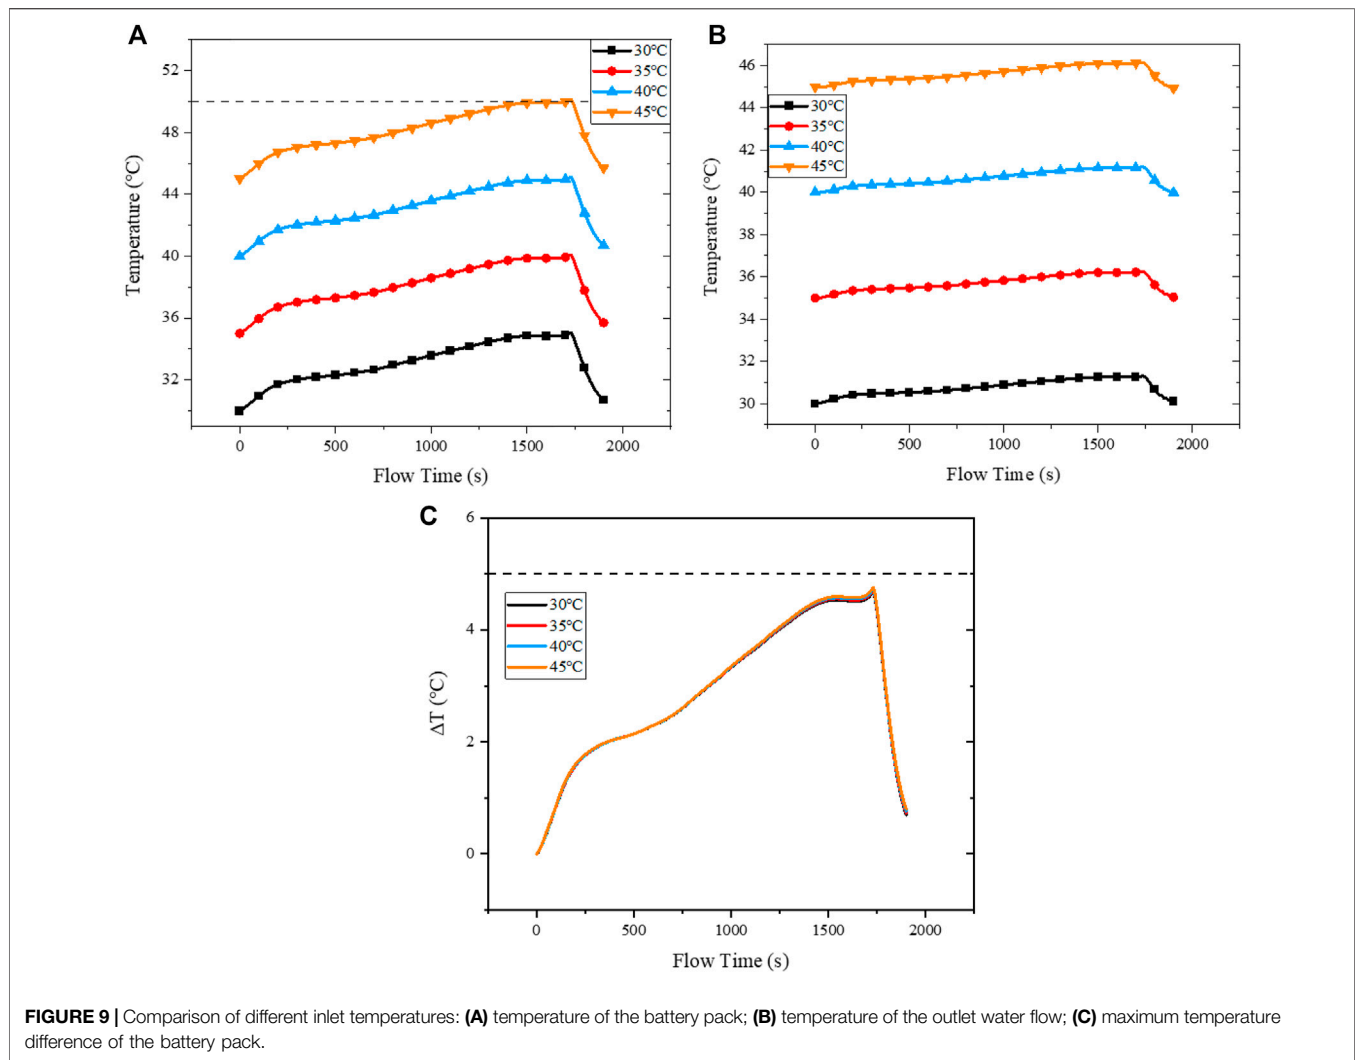 A
30°C
35°C
40°C
45°C
52
48
44
40
36
32
Temperature (°C)
0
500
1000
1500
2000
Flow Time (s)
B
30°C
35°C
40°C
45°C
46
44
42
40
38
36
34
32
30
Temperature (°C)
0
500
1000
1500
2000
Flow Time (s)
C
30°C
35°C
40°C
45°C
6
4
2
0
ΔT (°C)
0
500
1000
1500
2000
Flow Time (s)
FIGURE 9 | Comparison of different inlet temperatures: (A) temperature of the battery pack; (B) temperature of the outlet water flow; (C) maximum temperature
difference of the battery pack.